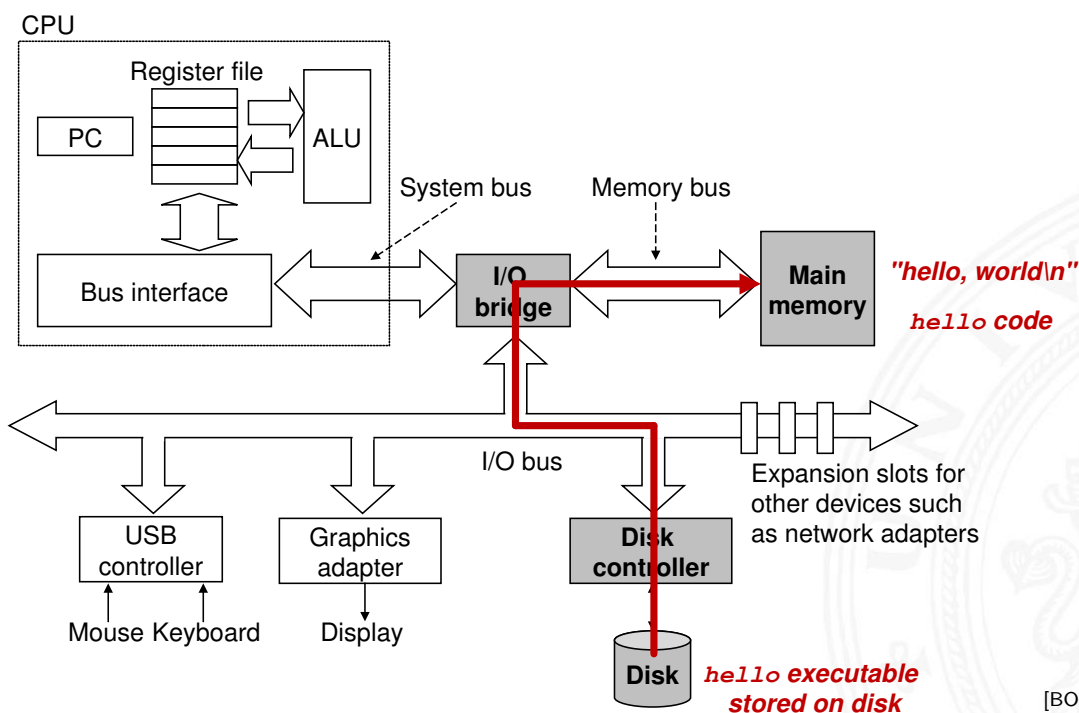 CPU
Register file
PC
ALU
System bus
Memory bus
Bus interface
I/O
bridge
Main
memory
"hello, world\n"
hello code
I/O bus
Expansion slots for
other devices such
as network adapters
USB
controller
Graphics
adapter
Disk
controller
Mouse Keyboard
Display
Disk
hello executable
stored on disk
[BO
U N I